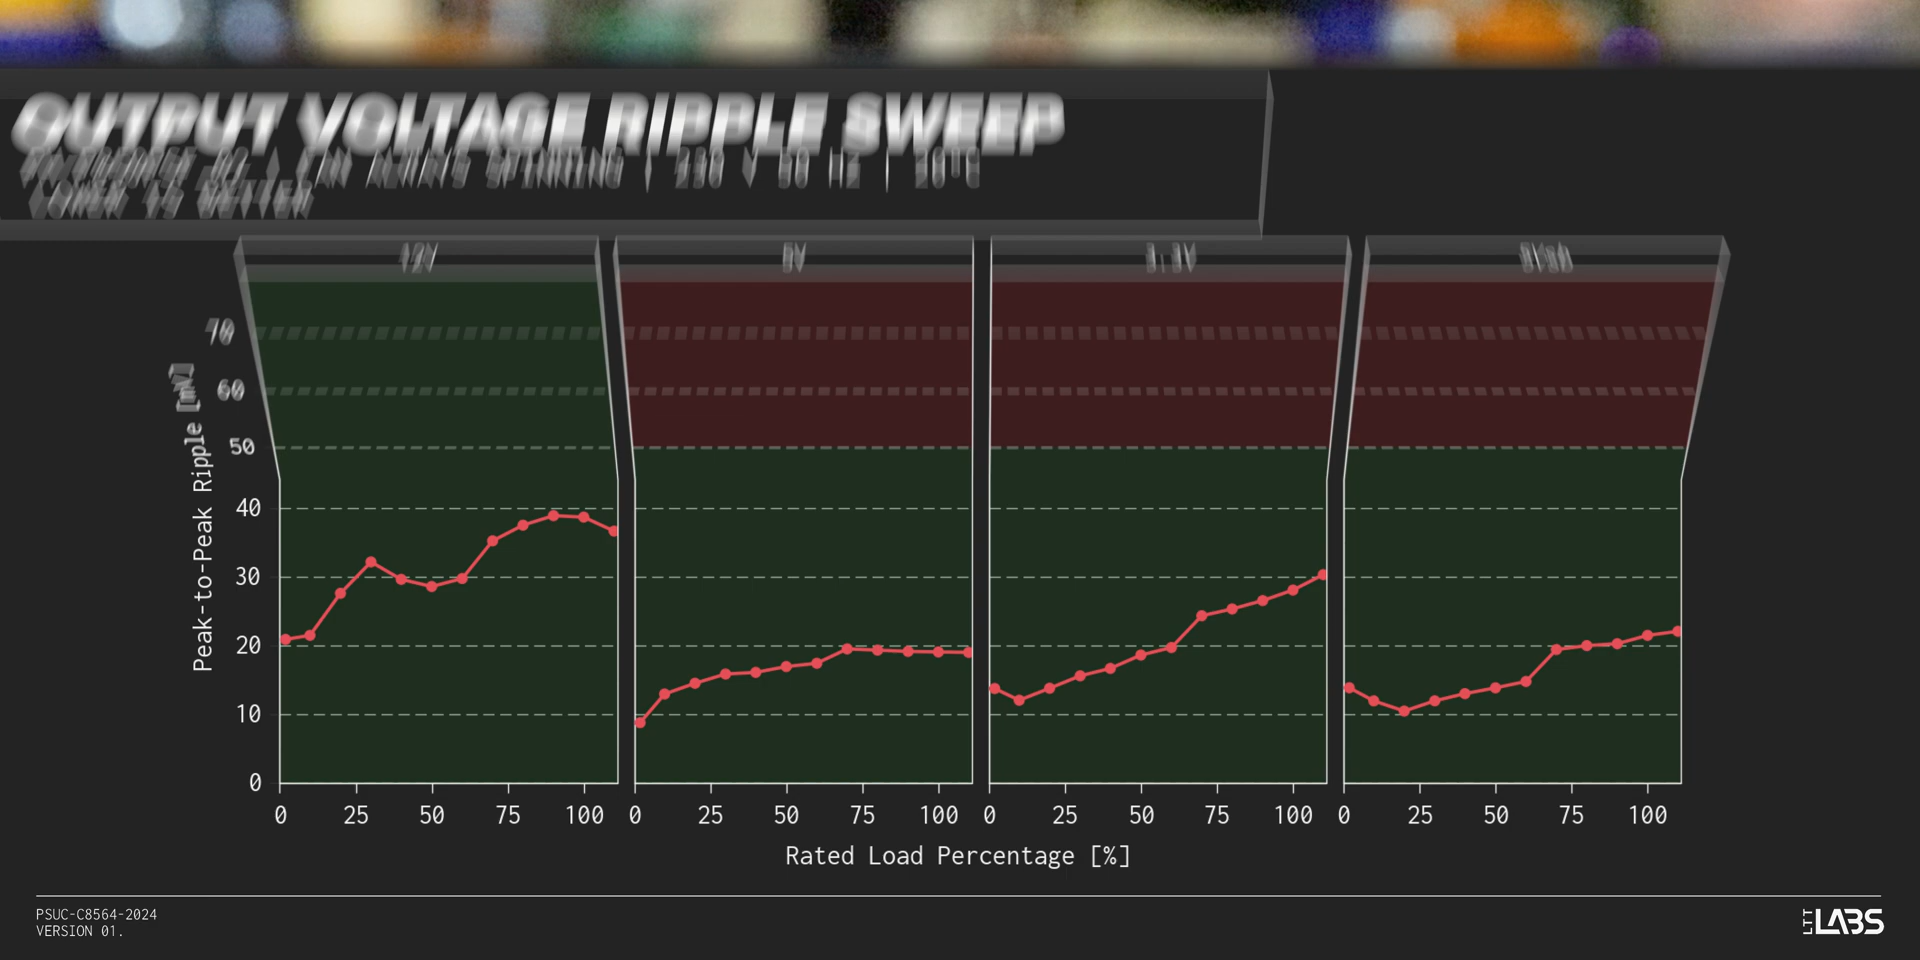 OUTPUT VOLTAGE RIPPLE SWEEP
FAN ALWAYS SPINNING | 230 V 50 HZ | 30°C
LOWER IS BETTER
12V 5V 3.3V 5Vsb
Peak-to-Peak Ripple [mV]
70
60
50
40
30
20
10
0
0 25 50 75 100 0 25 50 75 100 0 25 50 75 100 0 25 50 75 100
Rated Load Percentage [%]
PSUC-C8564-2024
VERSION 01.
LTT LABS